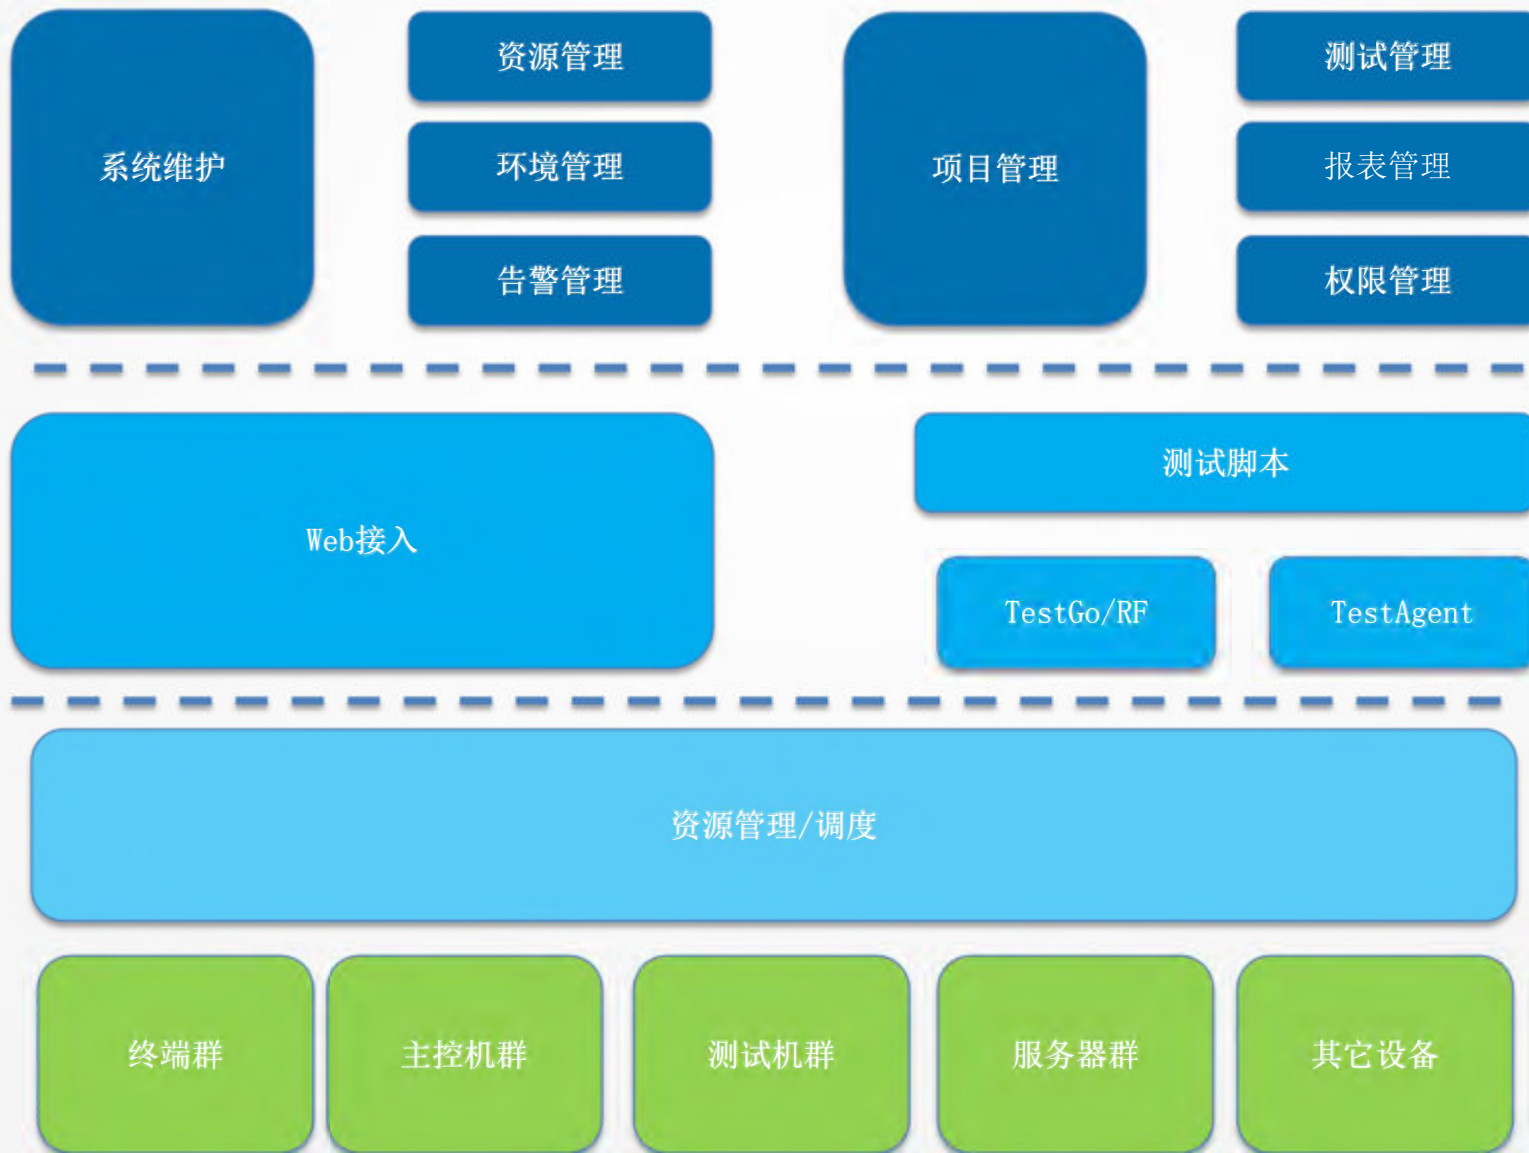 系统维护
资源管理
环境管理
告警管理
项目管理
测试管理
报表管理
权限管理
Web接入
测试脚本
TestGo/RF
TestAgent
资源管理/调度
终端群
主控机群
测试机群
服务器群
其它设备